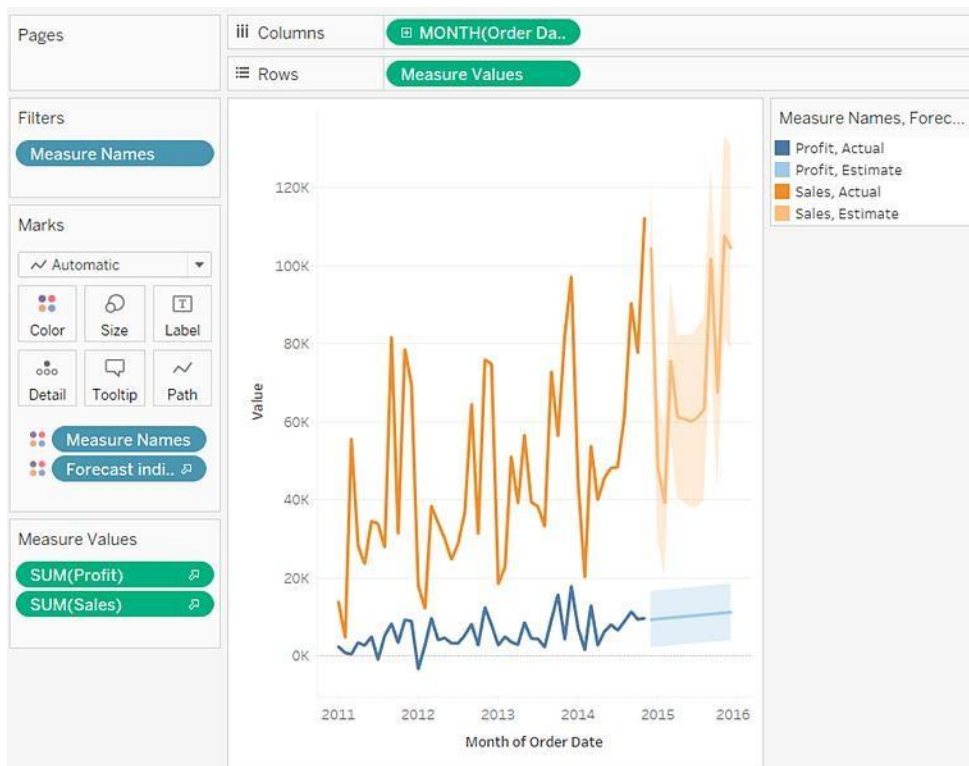 Pages
Columns
MONTH(Order Da..
Rows
Measure Values
Filters
Measure Names
Marks
Automatic
Color
Size
Label
Detail
Tooltip
Path
Measure Names
Forecast indi..
Measure Values
SUM(Profit)
SUM(Sales)
Value
120K
100K
80K
60K
40K
20K
0K
2011
2012
2013
2014
2015
2016
Month of Order Date
Measure Names, Forec...
Profit, Actual
Profit, Estimate
Sales, Actual
Sales, Estimate